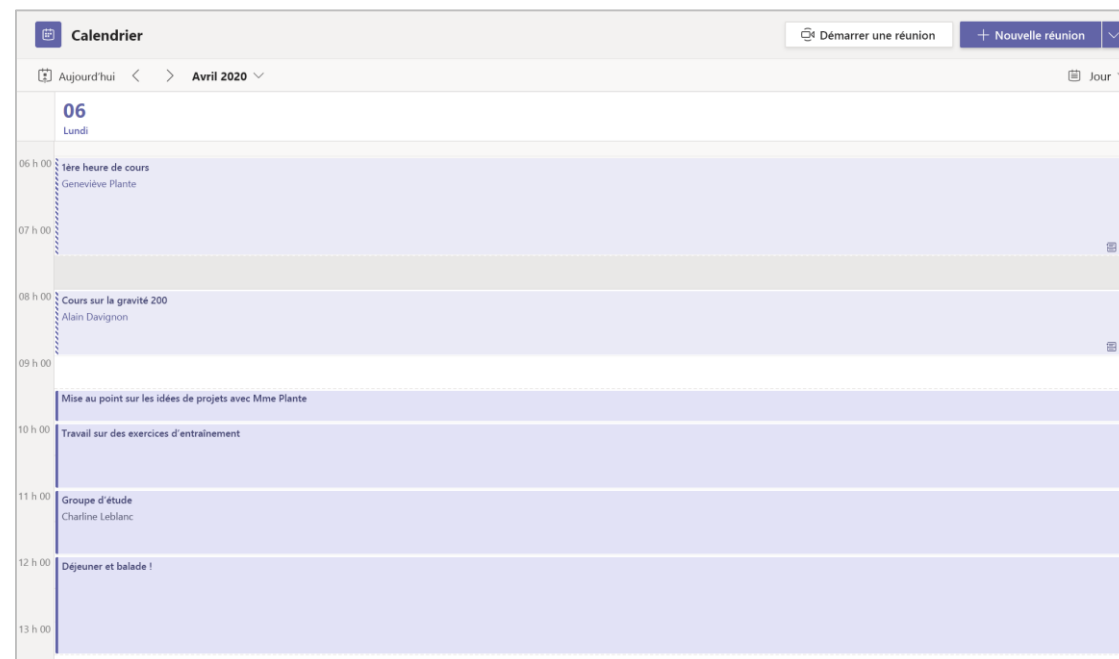 Calendrier
Démarrer une réunion
+ Nouvelle réunion
Aujourd'hui
Avril 2020
Jour
06
Lundi
06 h 00
1ère heure de cours
Geneviève Plante
07 h 00
08 h 00
Cours sur la gravité 200
Alain Davignon
09 h 00
Mise au point sur les idées de projets avec Mme Plante
10 h 00
Travail sur des exercices d'entraînement
11 h 00
Groupe d'étude
Charline Leblanc
12 h 00
Déjeuner et balade !
13 h 00